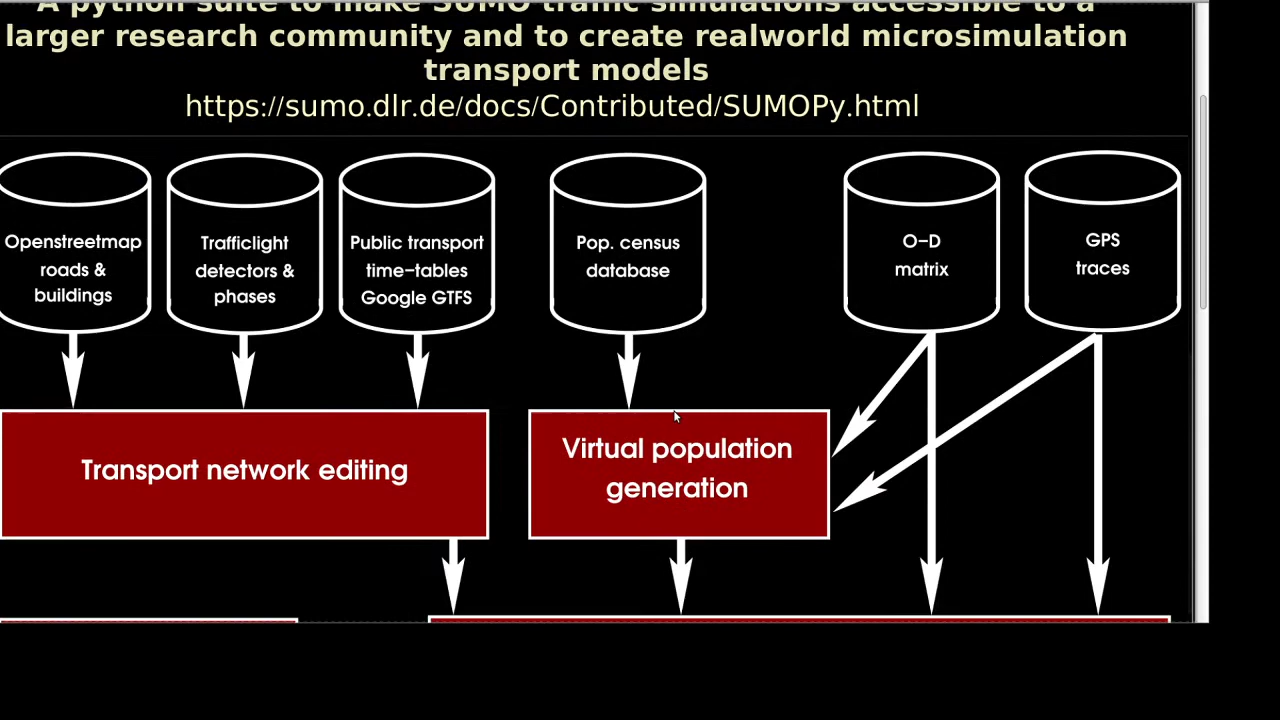 A python suite to make SUMO traffic simulations accessible to a
larger research community and to create realworld microsimulation
transport models
https://sumo.dlr.de/docs/Contributed/SUMOPy.html
Openstreetmap
roads &
buildings
Trafficlight
detectors &
phases
Public transport
time-tables
Google GTFS
Pop. census
database
O-D
matrix
GPS
traces
Transport network editing
Virtual population
generation